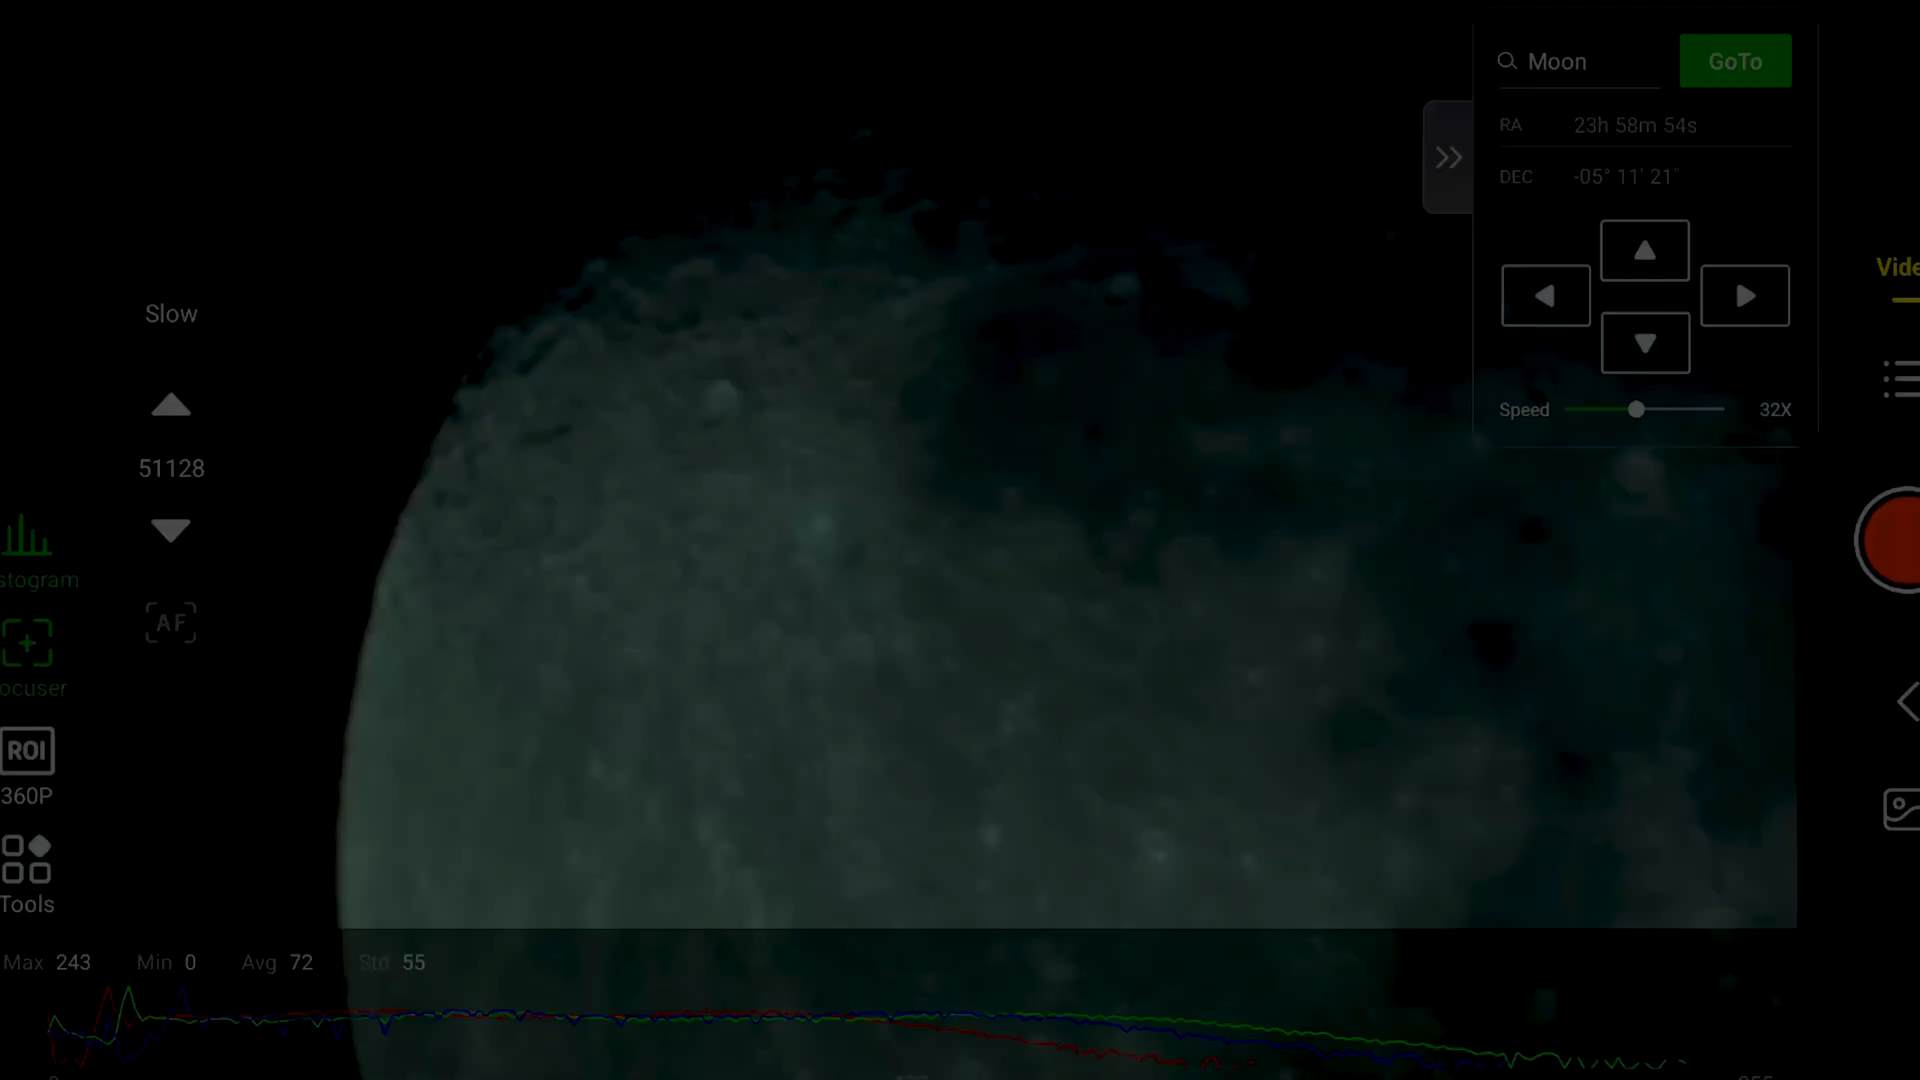 Moon
GoTo
RA 23h 58m 54s
DEC -05° 11' 21"
Speed 32X
Vide
Slow
51128
AF
stogram
ocuser
ROI
360P
Tools
Max 243 Min 0 Avg 72 Std 55